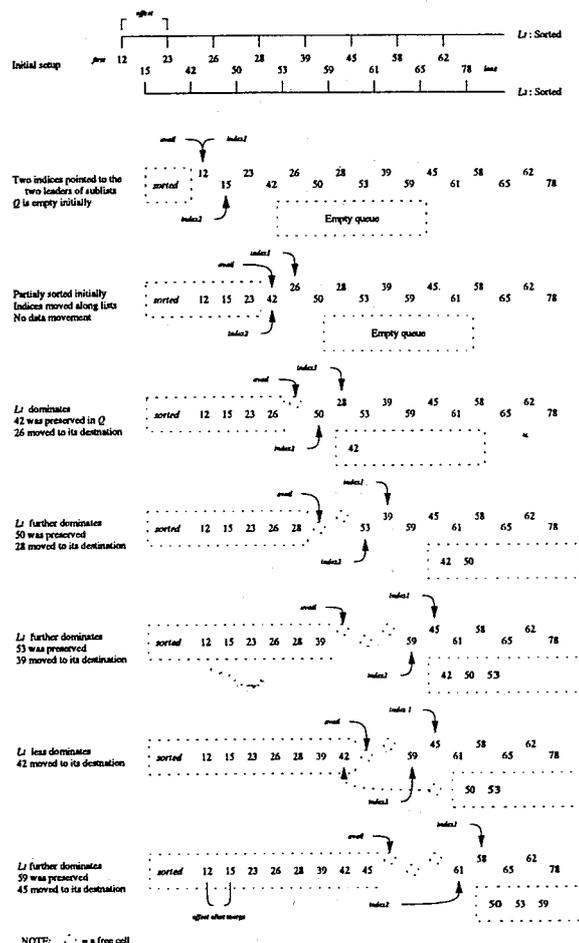 offset
L1 : Sorted
Initial setup
first
12 23 26 28 39 45 58 62 last
15 42 50 53 59 61 65 78
L2 : Sorted
avail index1
Two indices pointed to the
two leaders of sublists
Q is empty initially
sorted
12 23 26 28 39 45 58 62
15 42 50 53 59 61 65 78
index2
Empty queue
index1
avail
Partialy sorted initially
Indices moved along lists
No data movement
26 28 39 45 58 62
sorted 12 15 23 42 50 53 59 61 65 78
index2
Empty queue
index1
avail
L1 dominates
42 was preserved in Q
26 moved to its destnation
28 39 45 58 62
sorted 12 15 23 26 50 53 59 61 65 78
index2
42
index1
avail
L1 further dominates
50 was preserved
28 moved to its destination
39 45 58 62
sorted 12 15 23 26 28 53 59 61 65 78
index2
42 50
index1
avail
L1 further dominates
53 was preserved
39 moved to its destination
45 58 62
sorted 12 15 23 26 28 39 59 61 65 78
index2
42 50 53
index 1
avail
L1 less dominates
42 moved to its destnation
45 58 62
sorted 12 15 23 26 28 39 42 59 61 65 78
index2
50 53
index1
avail
L1 further dominates
59 was preserved
45 moved to its destnation
58 62
sorted 12 15 23 26 28 39 42 45 61 65 78
offset after merge
index2
50 53 59
NOTE: = a free cell